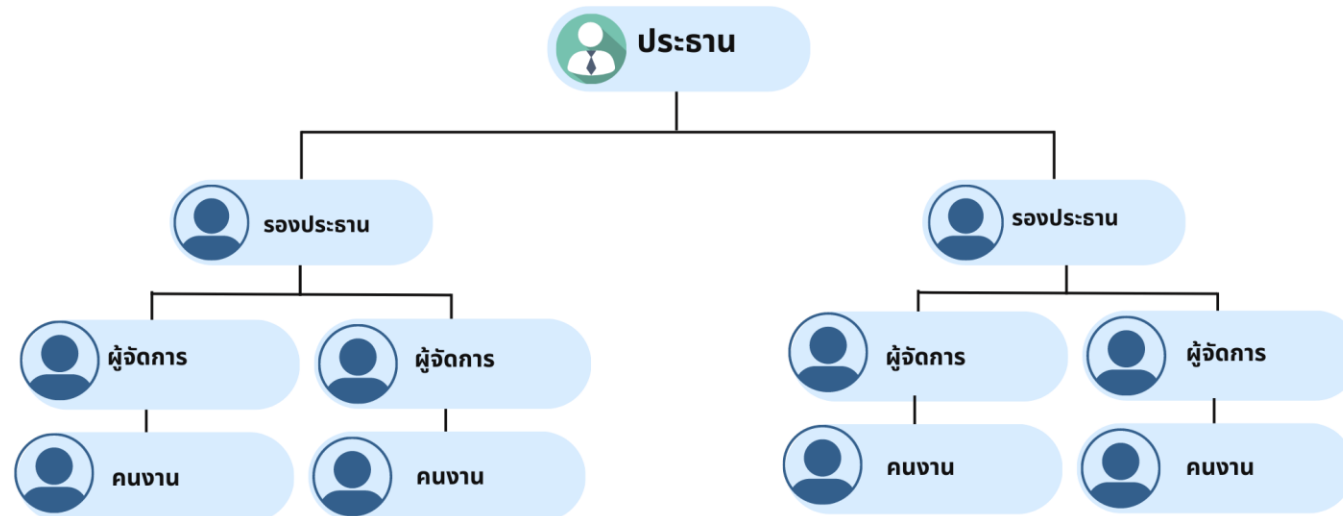 ประธาน
รองประธาน
รองประธาน
ผู้จัดการ
ผู้จัดการ
ผู้จัดการ
ผู้จัดการ
คนงาน
คนงาน
คนงาน
คนงาน